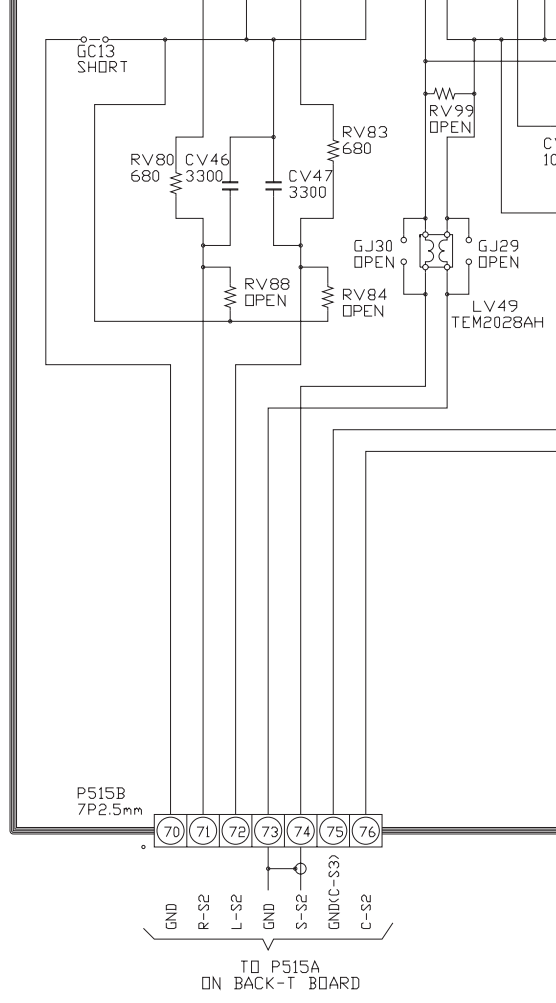 GC13
SHORT
RV99
OPEN
RV83
680
RV80
680
CV46
3300
CV47
3300
GJ30
OPEN
GJ29
OPEN
RV88
OPEN
RV84
OPEN
LV49
TEM2028AH
P515B
7P2.5mm
70 71 72 73 74 75 76
GND
R-S2
L-S2
GND
S-S2
GND(C-S3)
C-S2
TO P515A
ON BACK-T BOARD